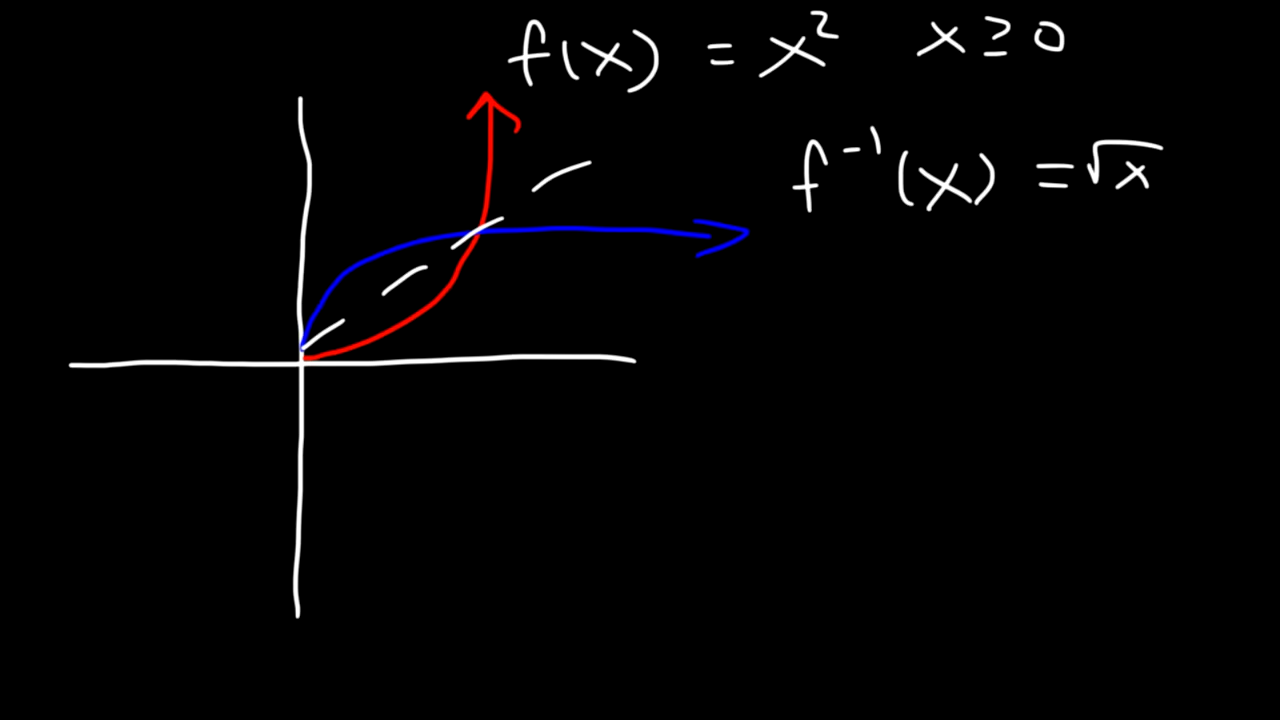 f(x) = x² x ≥ 0
f⁻¹(x) = √x